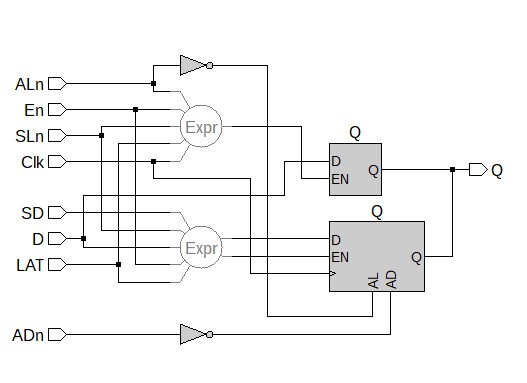 ALn
En
SLn
Clk
SD
D
LAT
ADn
Expr
Expr
Q
D
EN
Q
Q
D
EN
Q
AL
AD
Q